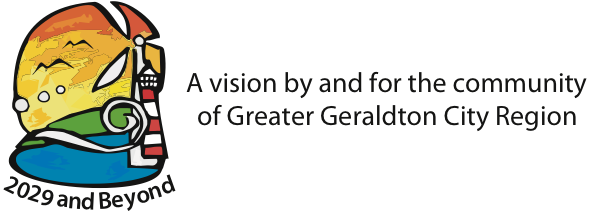 A vision by and for the community
of Greater Geraldton City Region
2029 and Beyond